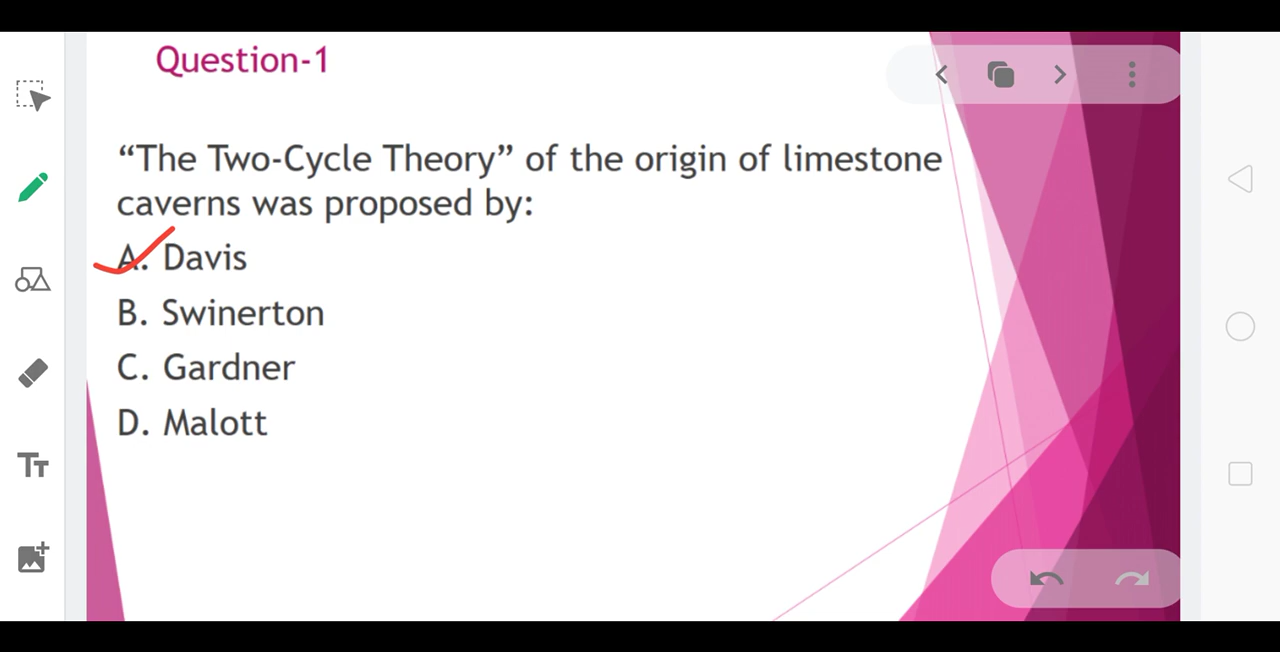 Question-1
“The Two-Cycle Theory” of the origin of limestone
caverns was proposed by:
A. Davis
B. Swinerton
C. Gardner
D. Malott
TT